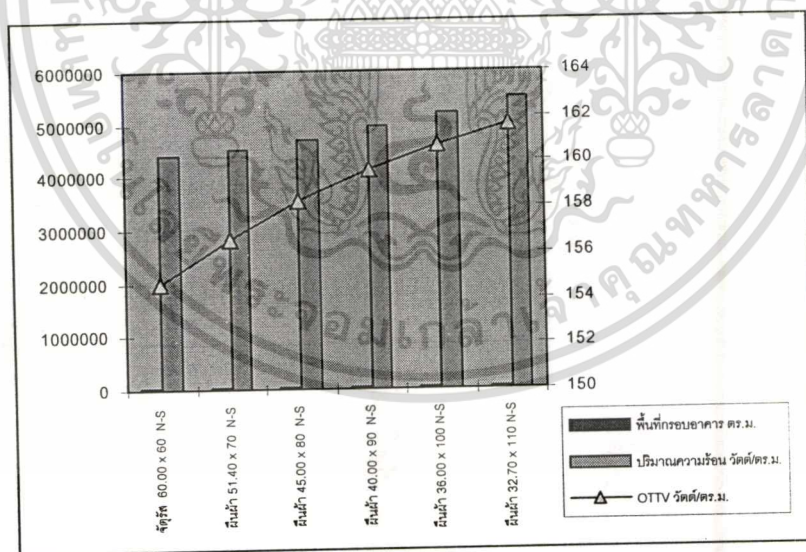 6000000
5000000
4000000
3000000
2000000
1000000
0
164
162
160
158
156
154
152
150
จัตุรัส 60.00 x 60 N-S
ผืนผ้า 51.40 x 70 N-S
ผืนผ้า 45.00 x 80 N-S
ผืนผ้า 40.00 x 90 N-S
ผืนผ้า 36.00 x 100 N-S
ผืนผ้า 32.70 x 110 N-S
พื้นที่กรอบอาคาร ตร.ม.
ปริมาณความร้อน วัตต์/ตร.ม.
OTTV วัตต์/ตร.ม.